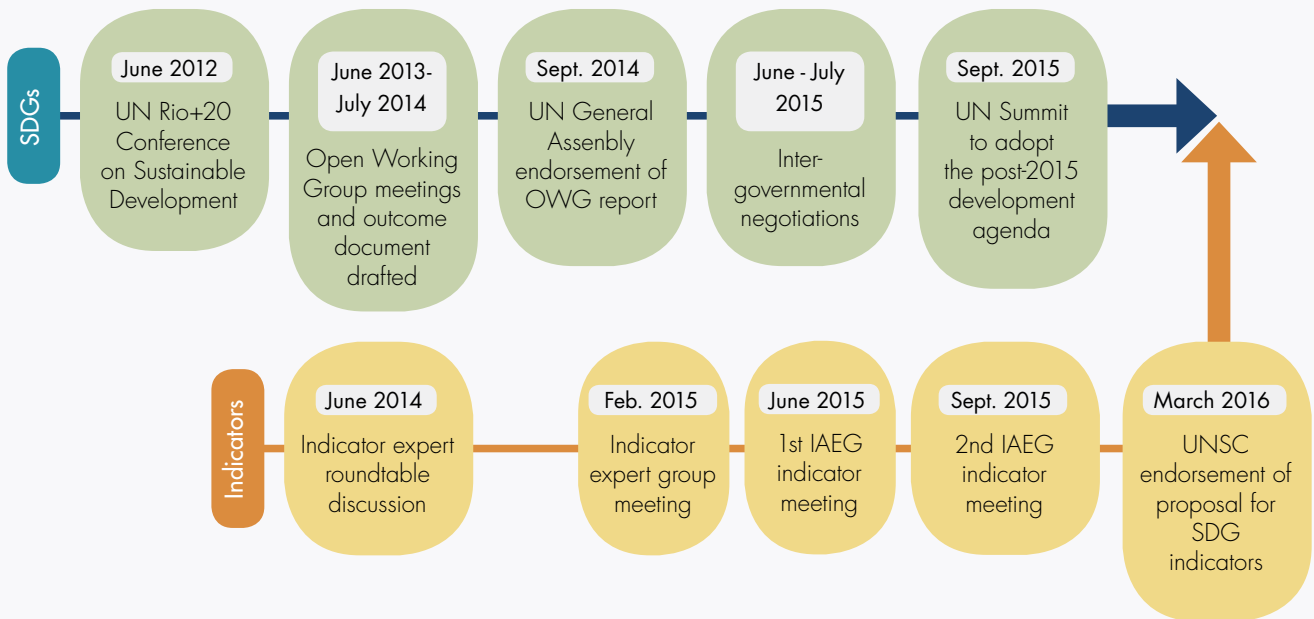 SDGs
June 2012
UN Rio+20
Conference
on Sustainable
Development
June 2013-
July 2014
Open Working
Group meetings
and outcome
document
drafted
Sept. 2014
UN General
Assenbly
endorsement of
OWG report
June - July
2015
Inter-
governmental
negotiations
Sept. 2015
UN Summit
to adopt
the post-2015
development
agenda
Indicators
June 2014
Indicator expert
roundtable
discussion
Feb. 2015
Indicator
expert group
meeting
June 2015
1st IAEG
indicator
meeting
Sept. 2015
2nd IAEG
indicator
meeting
March 2016
UNSC
endorsement of
proposal for
SDG
indicators